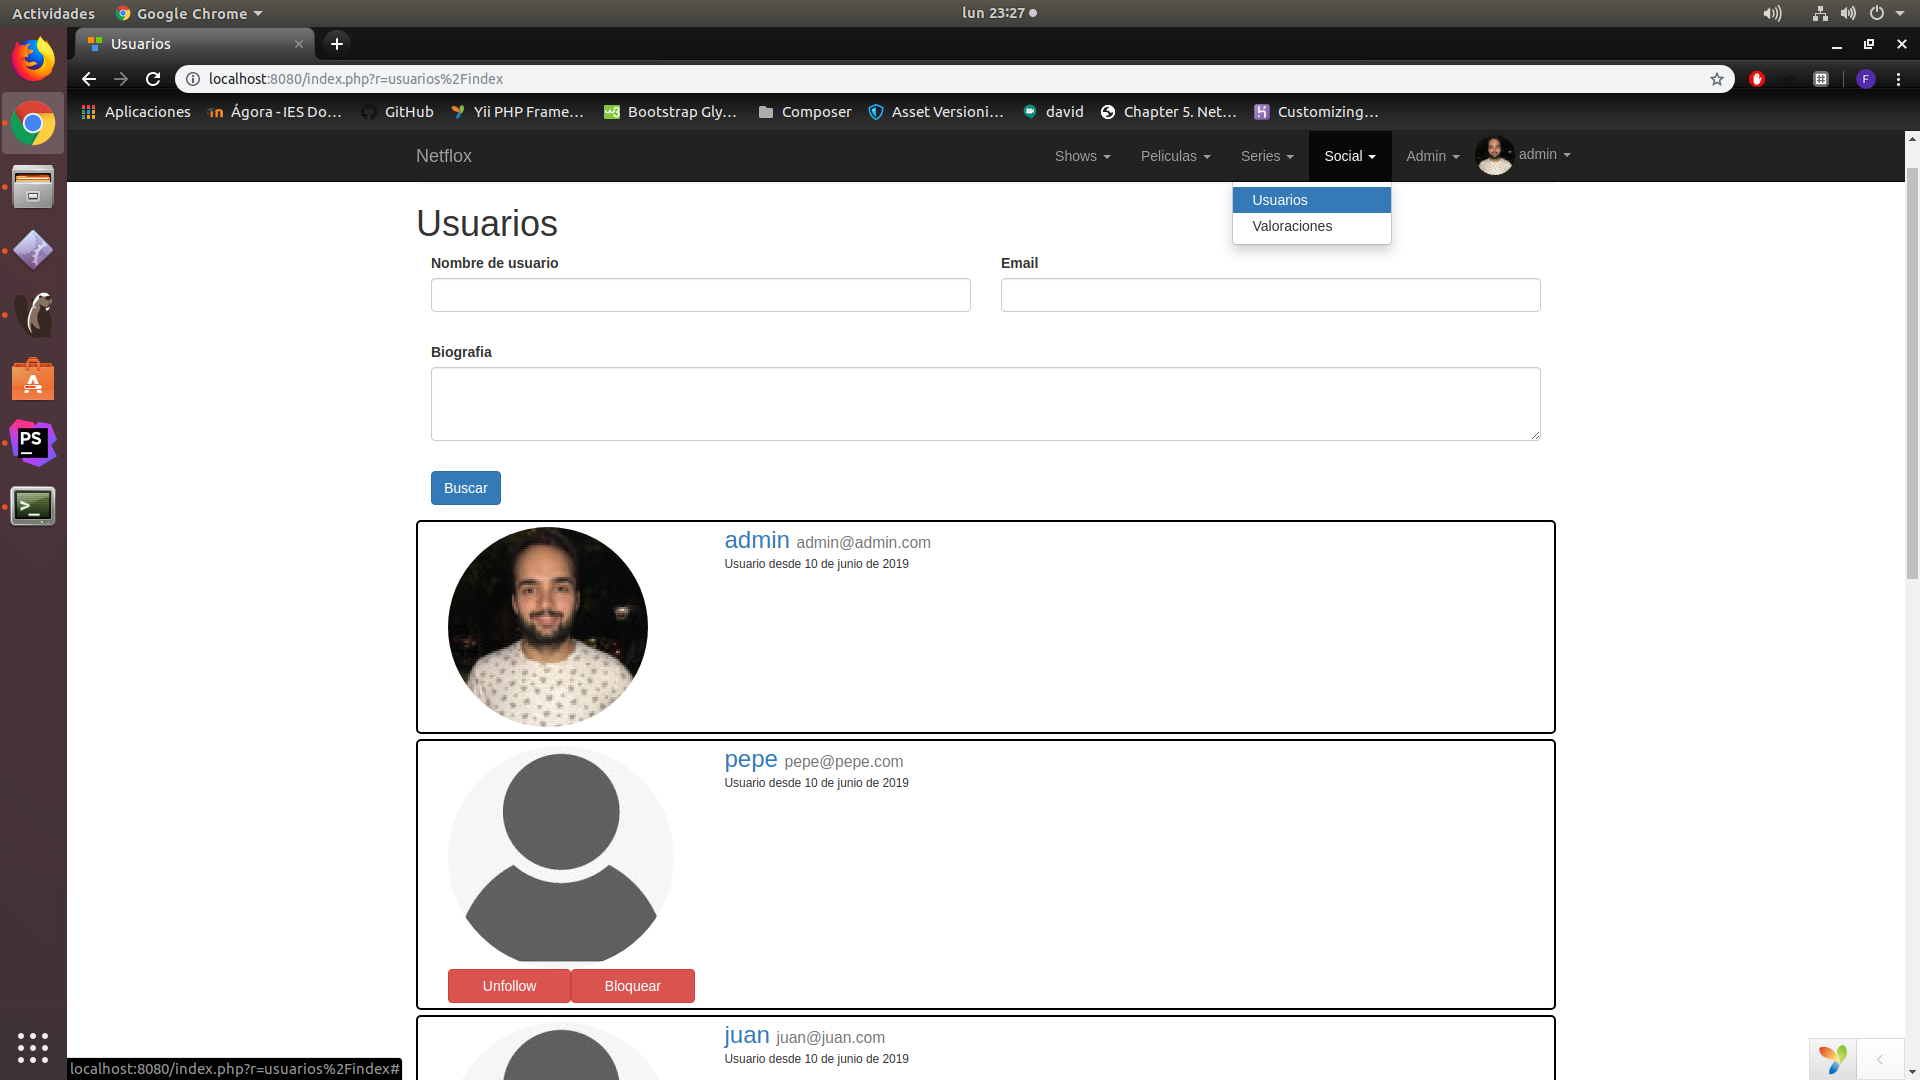 Actividades Google Chrome lun 23:27
Usuarios
localhost:8080/index.php?r=usuarios%2Findex
F
Aplicaciones Ágora - IES Do… GitHub Yii PHP Frame… Bootstrap Gly… Composer Asset Versioni… david Chapter 5. Net… Customizing…
Netflox Shows Peliculas Series Social Admin admin
Usuarios
Valoraciones
Usuarios
Nombre de usuario Email
Biografia
Buscar
admin admin@admin.com
Usuario desde 10 de junio de 2019
pepe pepe@pepe.com
Usuario desde 10 de junio de 2019
Unfollow Bloquear
juan juan@juan.com
Usuario desde 10 de junio de 2019
PS
localhost:8080/index.php?r=usuarios%2Findex#